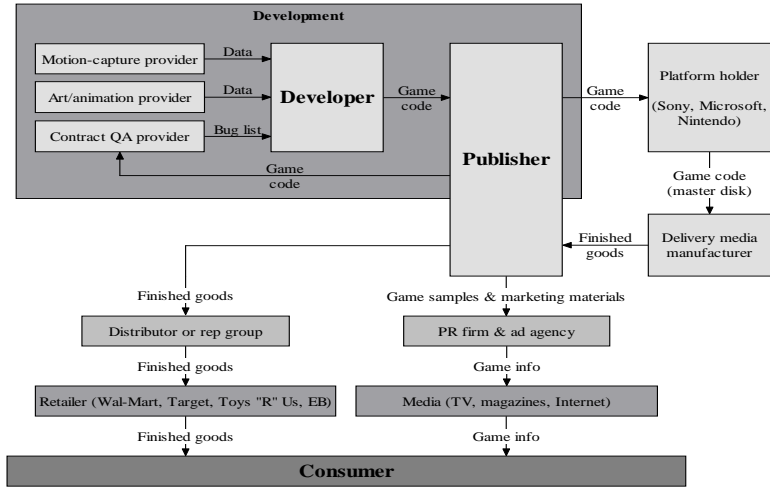 Development
Motion-capture provider
Data
Art/animation provider
Data
Contract QA provider
Bug list
Developer
Game
code
Game
code
Publisher
Game
code
Platform holder
(Sony, Microsoft,
Nintendo)
Game code
(master disk)
Delivery media
manufacturer
Finished
goods
Finished goods
Distributor or rep group
Finished goods
Retailer (Wal-Mart, Target, Toys "R" Us, EB)
Finished goods
Game samples & marketing materials
PR firm & ad agency
Game info
Media (TV, magazines, Internet)
Game info
Consumer